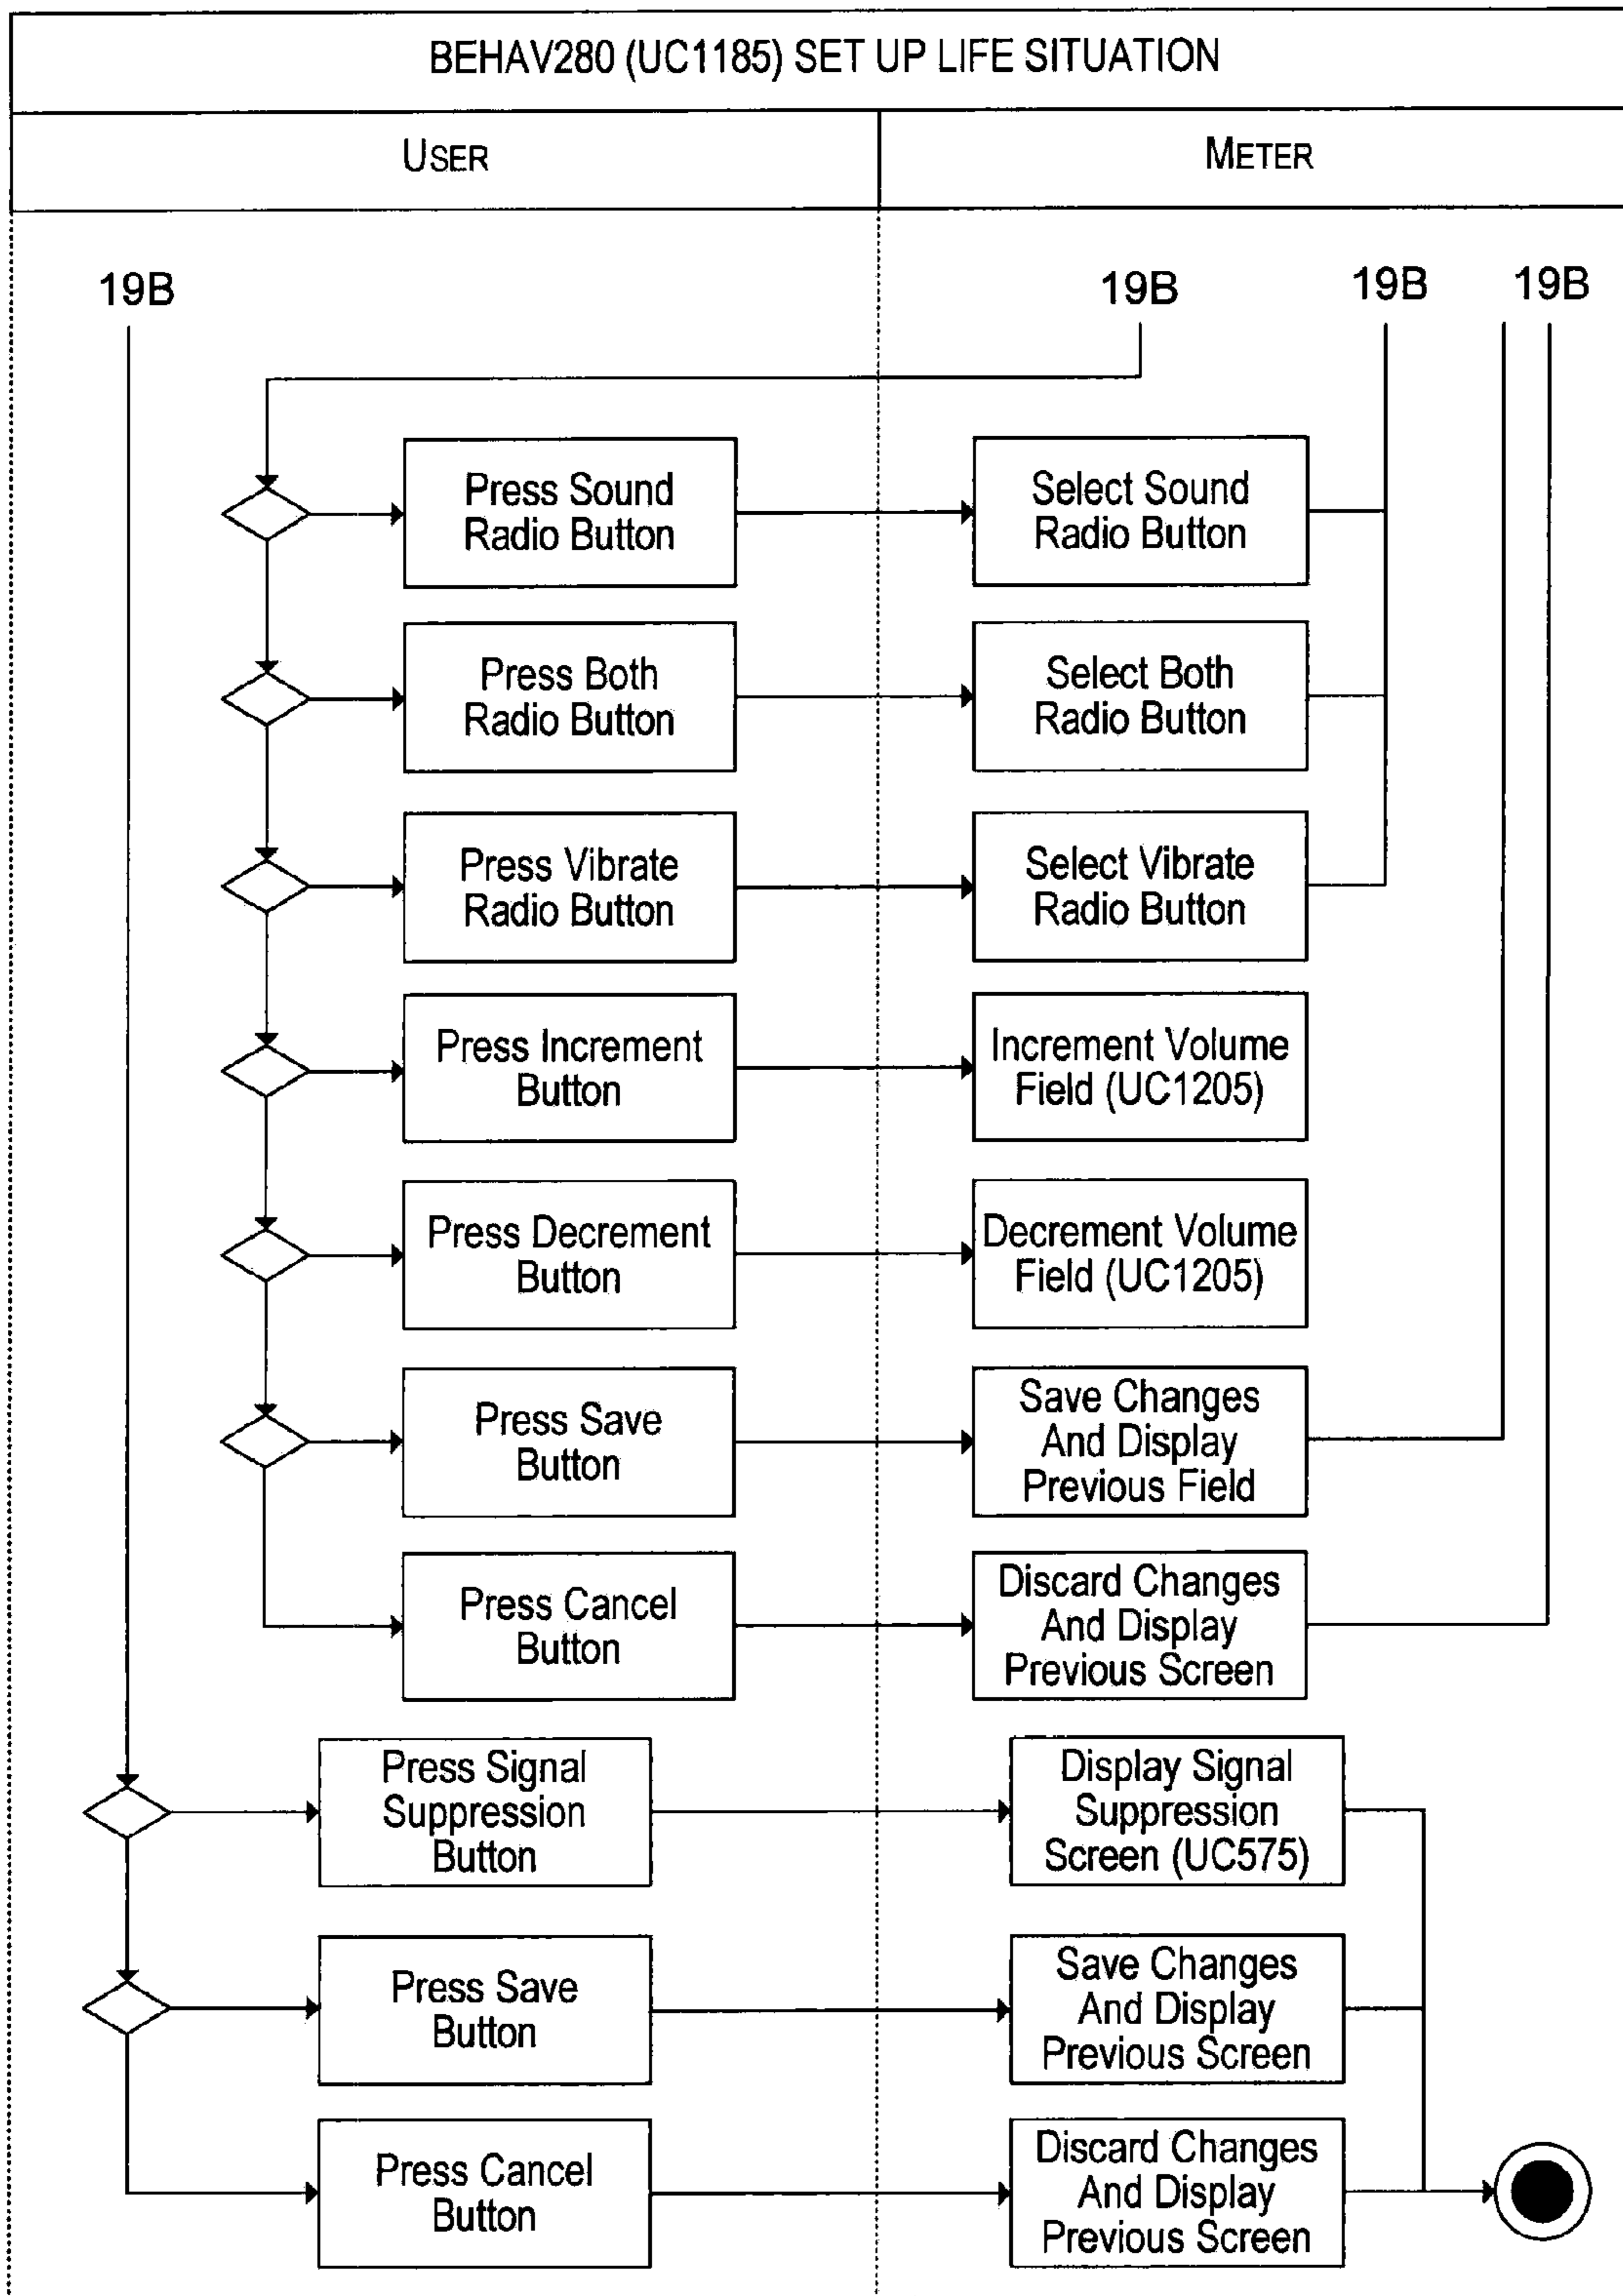 BEHAV280 (UC1185) SET UP LIFE SITUATION
USER
METER
19B
19B
19B
19B
Press Sound
Radio Button
Select Sound
Radio Button
Press Both
Radio Button
Select Both
Radio Button
Press Vibrate
Radio Button
Select Vibrate
Radio Button
Press Increment
Button
Increment Volume
Field (UC1205)
Press Decrement
Button
Decrement Volume
Field (UC1205)
Press Save
Button
Save Changes
And Display
Previous Field
Press Cancel
Button
Discard Changes
And Display
Previous Screen
Press Signal
Suppression
Button
Display Signal
Suppression
Screen (UC575)
Press Save
Button
Save Changes
And Display
Previous Screen
Press Cancel
Button
Discard Changes
And Display
Previous Screen